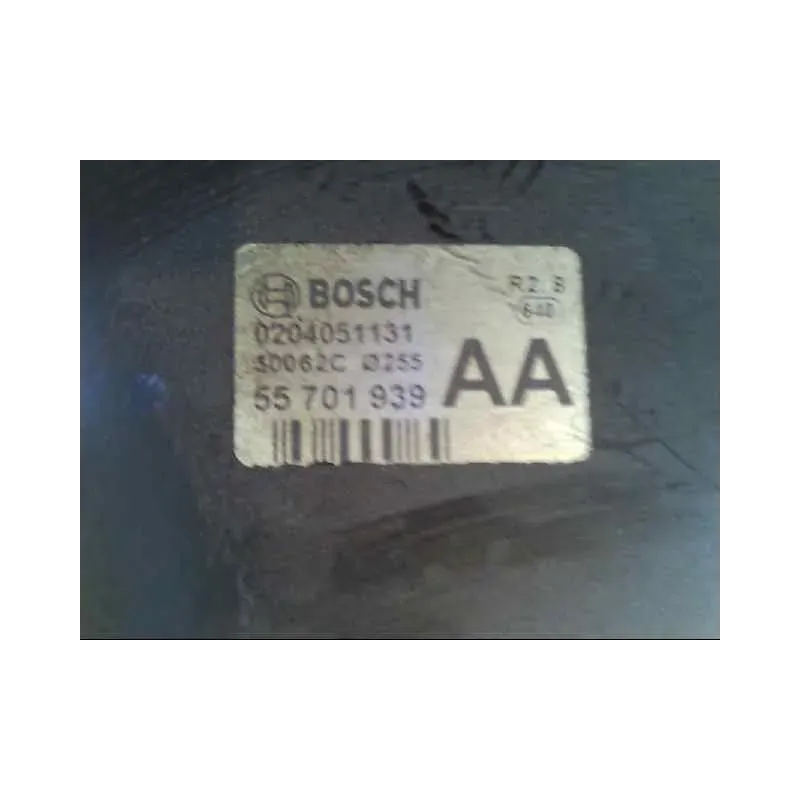 BOSCH R2.8
640
0204051131
S0062C Ø255
55 701 939 AA